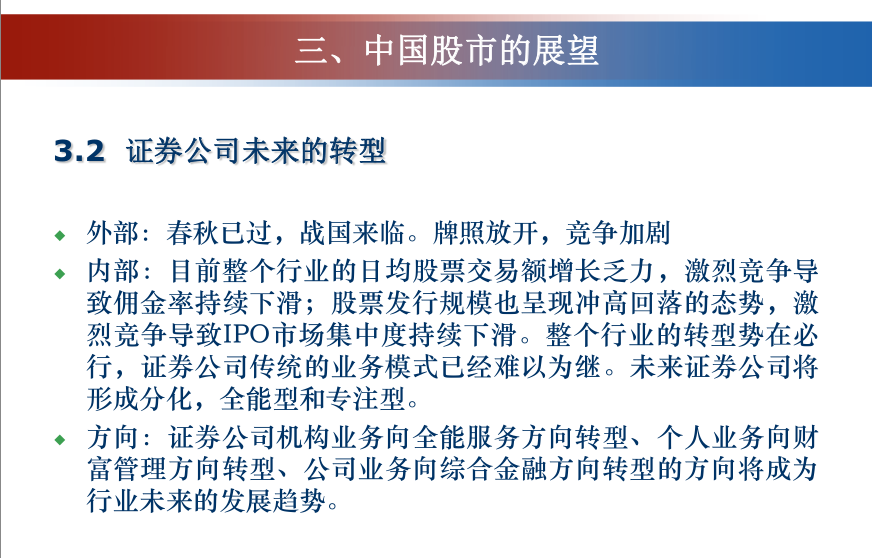 三、中国股市的展望
3.2 证券公司未来的转型
外部：春秋已过，战国来临。牌照放开，竞争加剧
内部：目前整个行业的日均股票交易额增长乏力，激烈竞争导
致佣金率持续下滑；股票发行规模也呈现冲高回落的态势，激
烈竞争导致IPO市场集中度持续下滑。整个行业的转型势在必
行，证券公司传统的业务模式已经难以为继。未来证券公司将
形成分化，全能型和专注型。
方向：证券公司机构业务向全能服务方向转型、个人业务向财
富管理方向转型、公司业务向综合金融方向转型的方向将成为
行业未来的发展趋势。